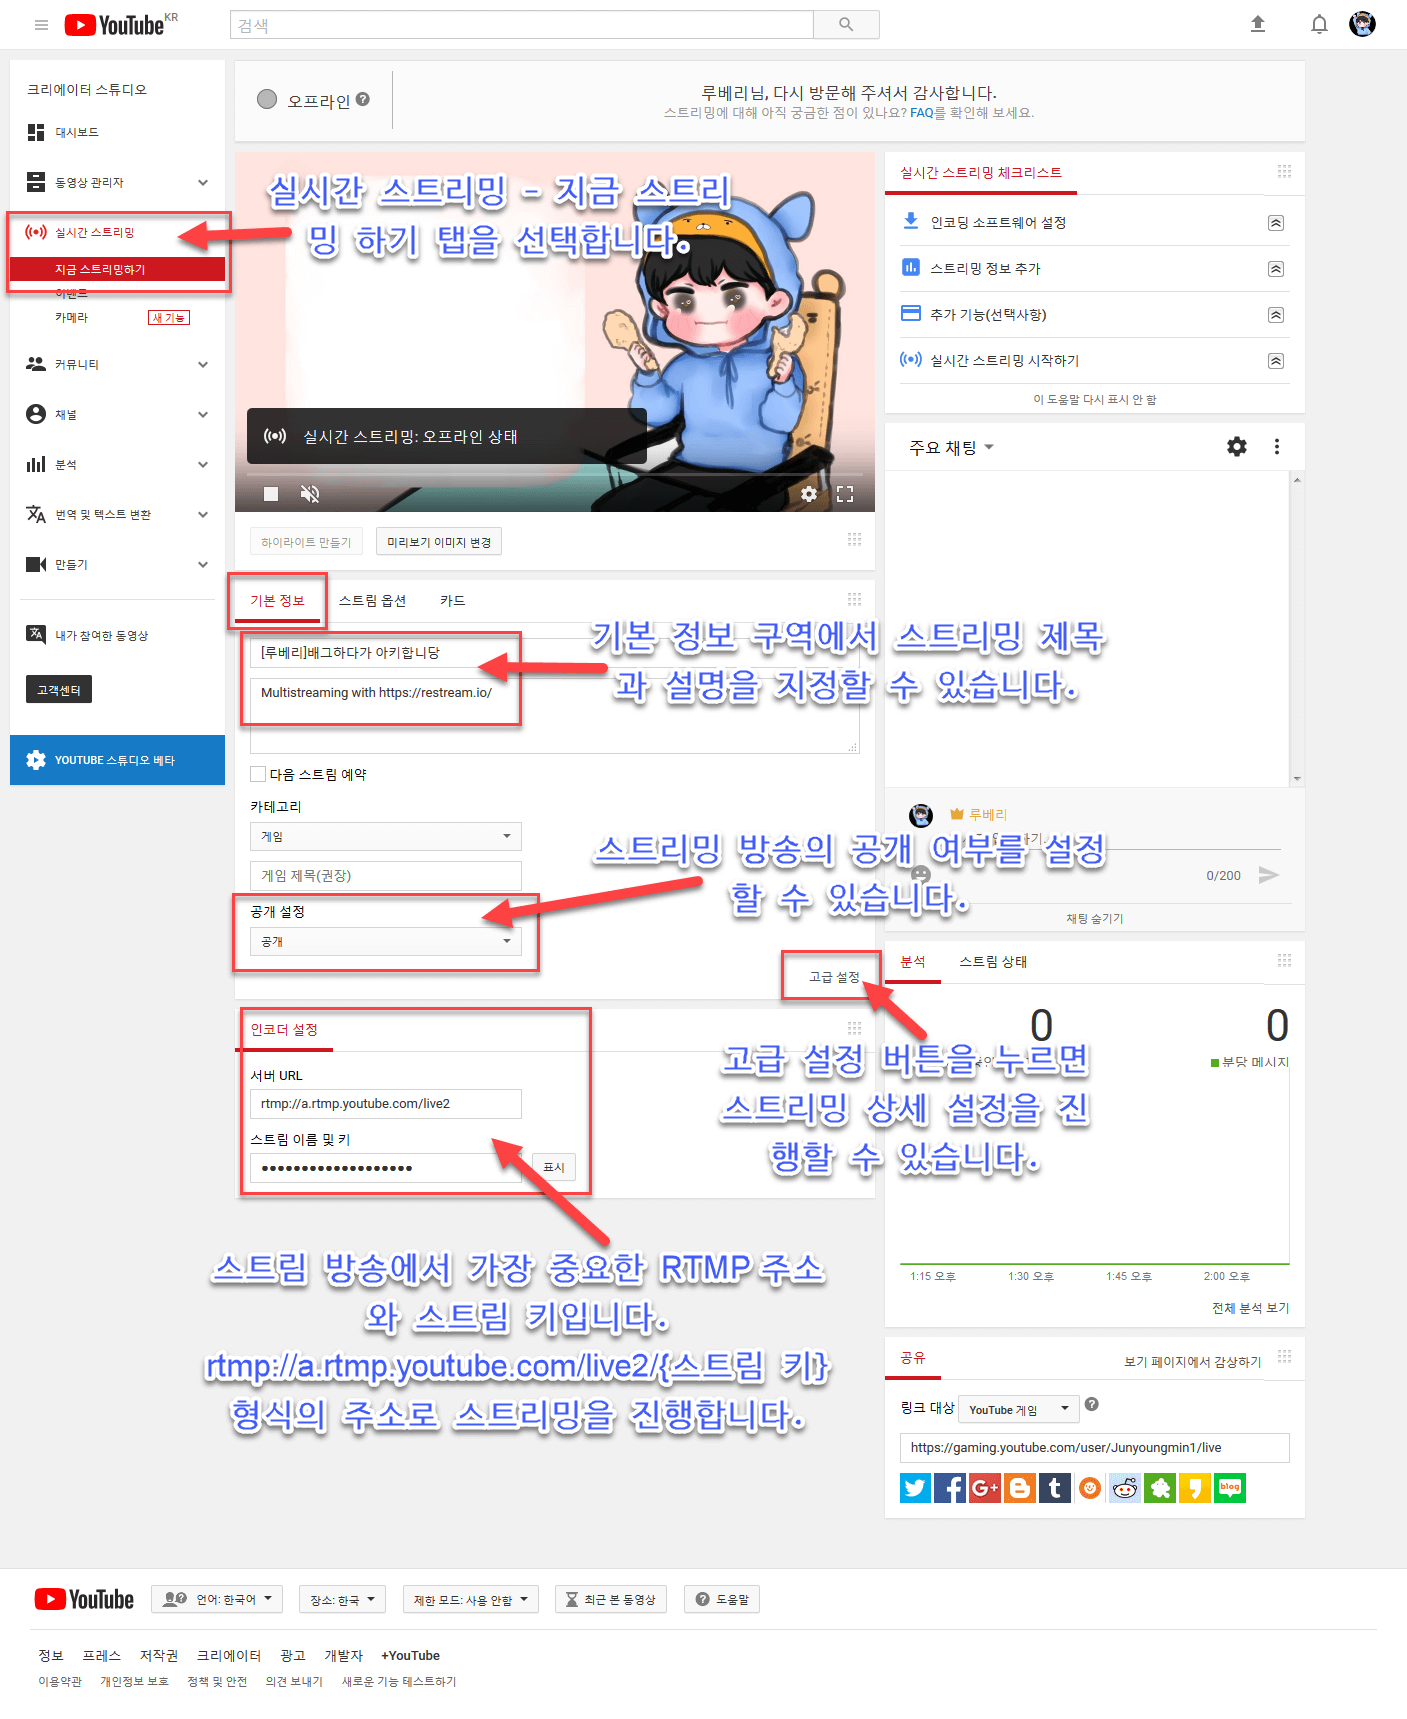 YouTube KR
검색
크리에이터 스튜디오
대시보드
동영상 관리자
실시간 스트리밍
지금 스트리밍하기
이벤트
카메라
새 기능
커뮤니티
채널
분석
번역 및 텍스트 변환
만들기
내가 참여한 동영상
고객센터
YOUTUBE 스튜디오 베타
오프라인
루베리님, 다시 방문해 주셔서 감사합니다.
스트리밍에 대해 아직 궁금한 점이 있나요? FAQ를 확인해 보세요.
실시간 스트리밍 - 지금 스트리
밍 하기 탭을 선택합니다.
실시간 스트리밍: 오프라인 상태
하이라이트 만들기
미리보기 이미지 변경
기본 정보
스트림 옵션
카드
[루베리]배그하다가 야키합니당
Multistreaming with https://restream.io/
기본 정보 구역에서 스트리밍 제목
과 설명을 지정할 수 있습니다.
다음 스트림 예약
카테고리
게임
게임 제목(권장)
공개 설정
공개
스트리밍 방송의 공개 여부를 설정
할 수 있습니다.
고급 설정
고급 설정 버튼을 누르면
스트리밍 상세 설정을 진
행할 수 있습니다.
인코더 설정
서버 URL
rtmp://a.rtmp.youtube.com/live2
스트림 이름 및 키
표시
스트림 방송에서 가장 중요한 RTMP 주소
와 스트림 키입니다.
rtmp://a.rtmp.youtube.com/live2/{스트림 키}
형식의 주소로 스트리밍을 진행합니다.
실시간 스트리밍 체크리스트
인코딩 소프트웨어 설정
스트리밍 정보 추가
추가 기능(선택사항)
실시간 스트리밍 시작하기
이 도움말 다시 표시 안 함
주요 채팅
루베리
0/200
채팅 숨기기
분석
스트림 상태
0
0
분당 메시지
1:15 오후
1:30 오후
1:45 오후
2:00 오후
전체 분석 보기
공유
보기 페이지에서 감상하기
링크 대상
YouTube 게임
https://gaming.youtube.com/user/Junyoungmin1/live
blog
YouTube
언어: 한국어
장소: 한국
제한 모드: 사용 안함
최근 본 동영상
도움말
정보
프레스
저작권
크리에이터
광고
개발자
+YouTube
이용약관
개인정보 보호
정책 및 안전
의견 보내기
새로운 기능 테스트하기